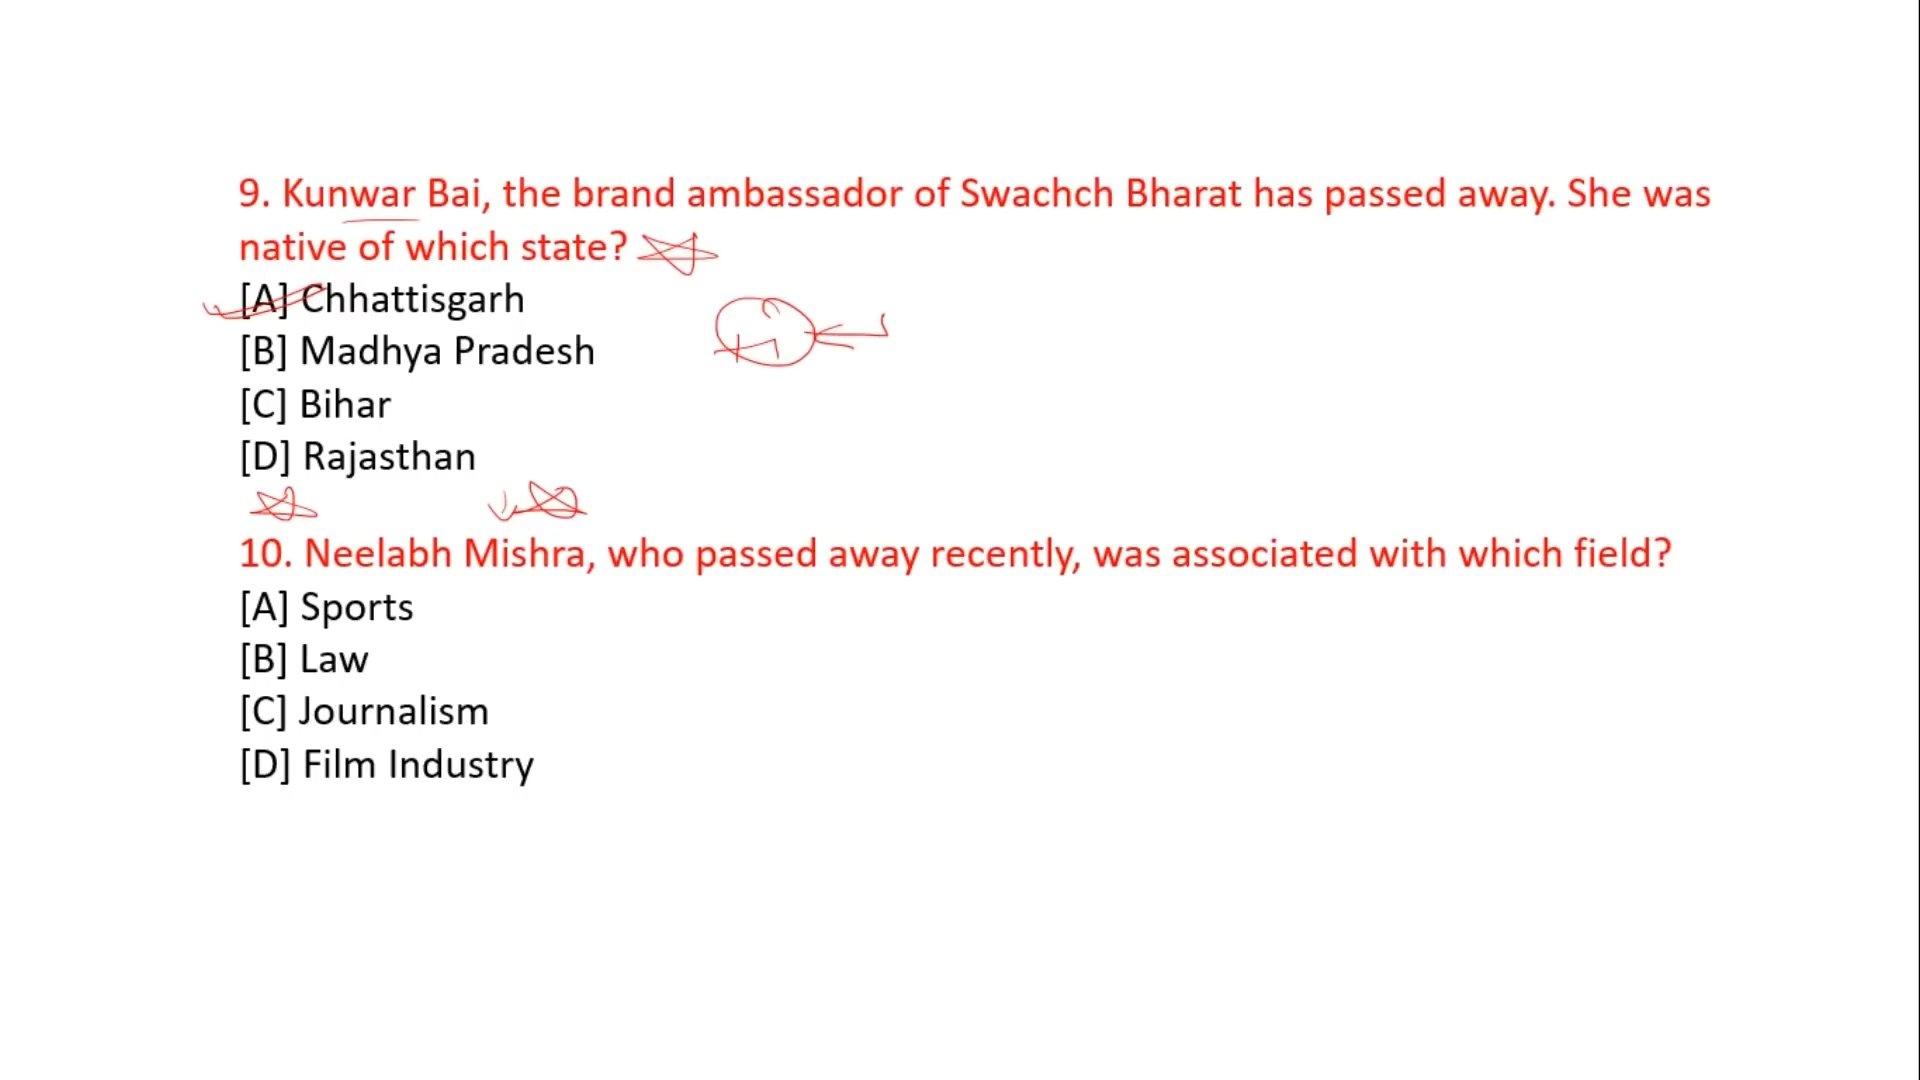 9. Kunwar Bai, the brand ambassador of Swachch Bharat has passed away. She was
native of which state?
[A] Chhattisgarh
[B] Madhya Pradesh
[C] Bihar
[D] Rajasthan
10. Neelabh Mishra, who passed away recently, was associated with which field?
[A] Sports
[B] Law
[C] Journalism
[D] Film Industry